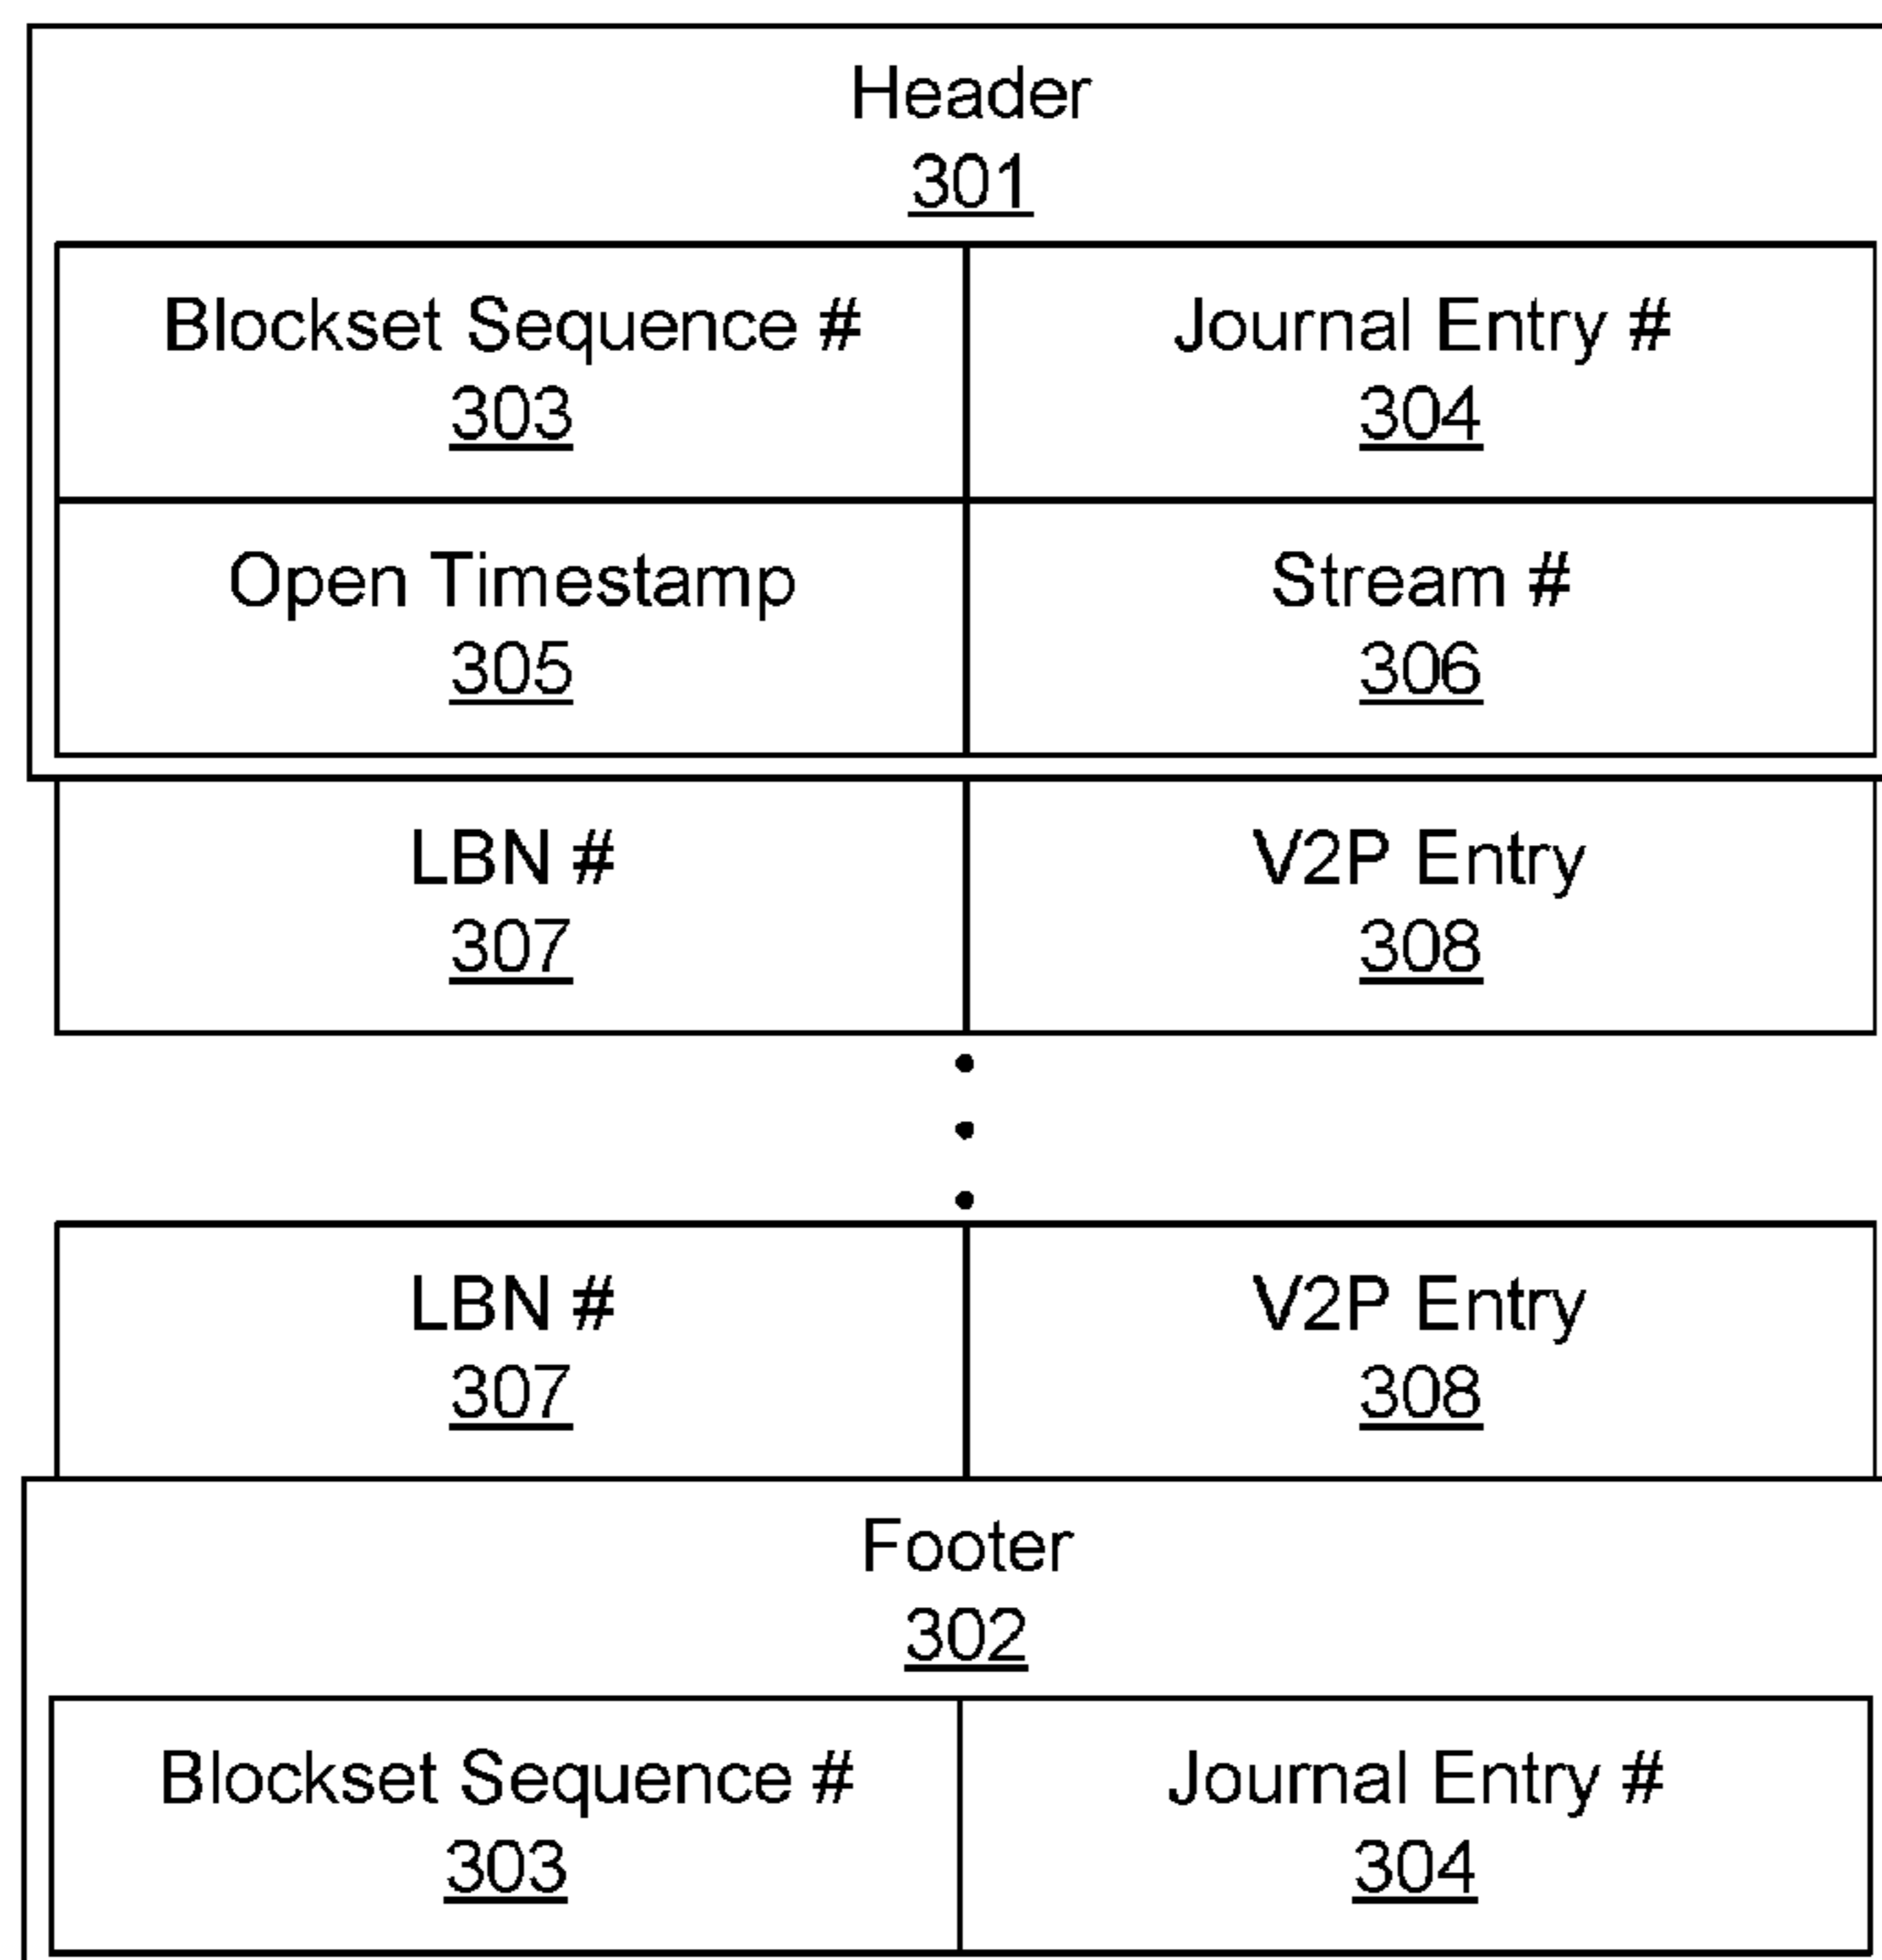 Header
301
Blockset Sequence #
303
Journal Entry #
304
Open Timestamp
305
Stream #
306
LBN #
307
V2P Entry
308
LBN #
307
V2P Entry
308
Footer
302
Blockset Sequence #
303
Journal Entry #
304